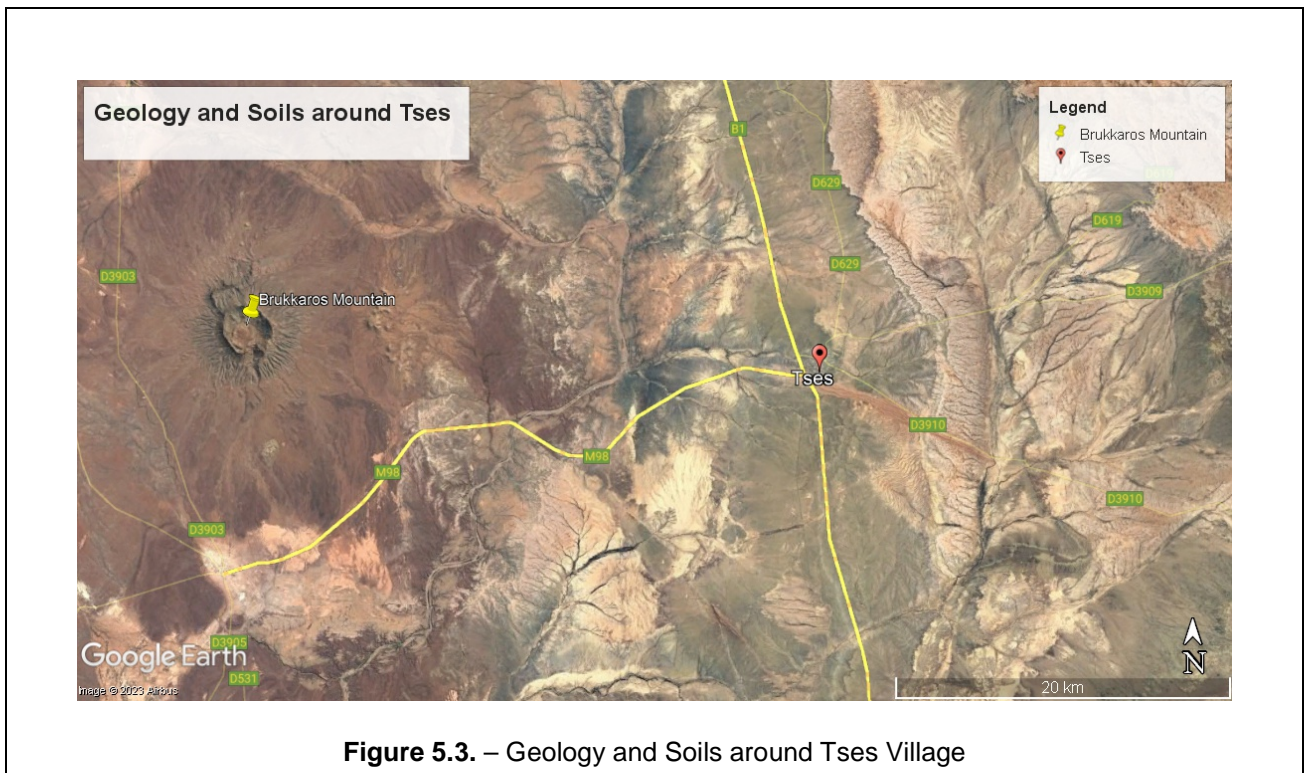 Geology and Soils around Tses
Legend
Brukkaros Mountain
Tses
B1
D629
D619
D629
D3903
D3909
Brukkaros Mountain
Tses
D3910
M98
M98
D3910
D3903
D3905
D531
Google Earth
Image © 2023 Airbus
N
20 km
Figure 5.3. – Geology and Soils around Tses Village